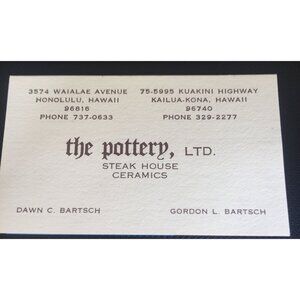 3574 WAIALAE AVENUE
HONOLULU, HAWAII
96816
PHONE 737-0633
75-5995 KUAKINI HIGHWAY
KAILUA-KONA, HAWAII
96740
PHONE 329-2277
the pottery, LTD.
STEAK HOUSE
CERAMICS
DAWN C. BARTSCH
GORDON L. BARTSCH